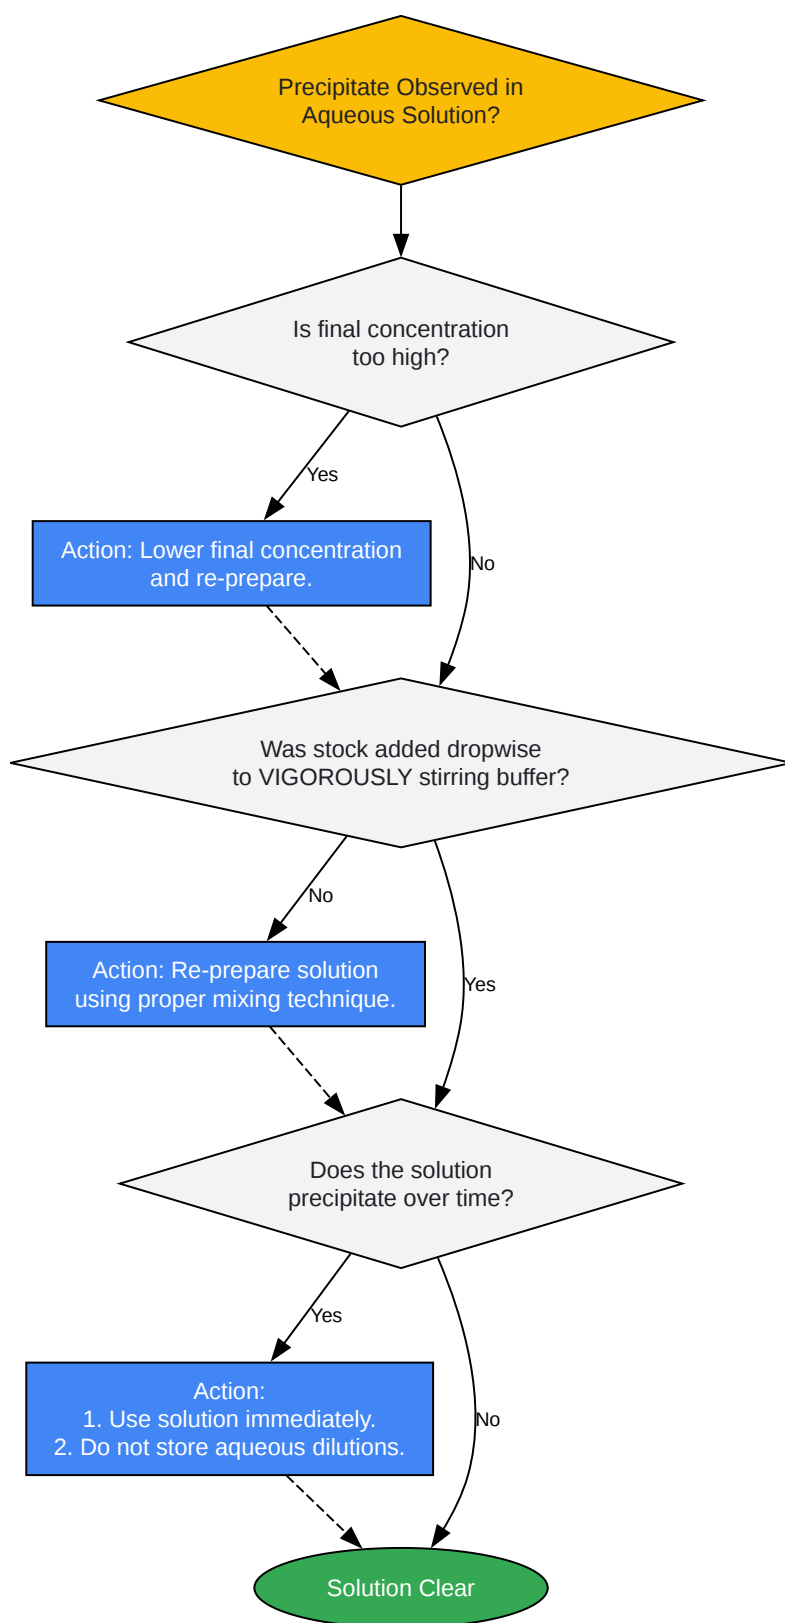 Precipitate Observed in
Aqueous Solution?
Is final concentration
too high?
Yes
Action: Lower final concentration
and re-prepare.
No
Was stock added dropwise
to VIGOROUSLY stirring buffer?
No
Action: Re-prepare solution
using proper mixing technique.
Yes
Does the solution
precipitate over time?
Yes
Action:
1. Use solution immediately.
2. Do not store aqueous dilutions.
No
Solution Clear